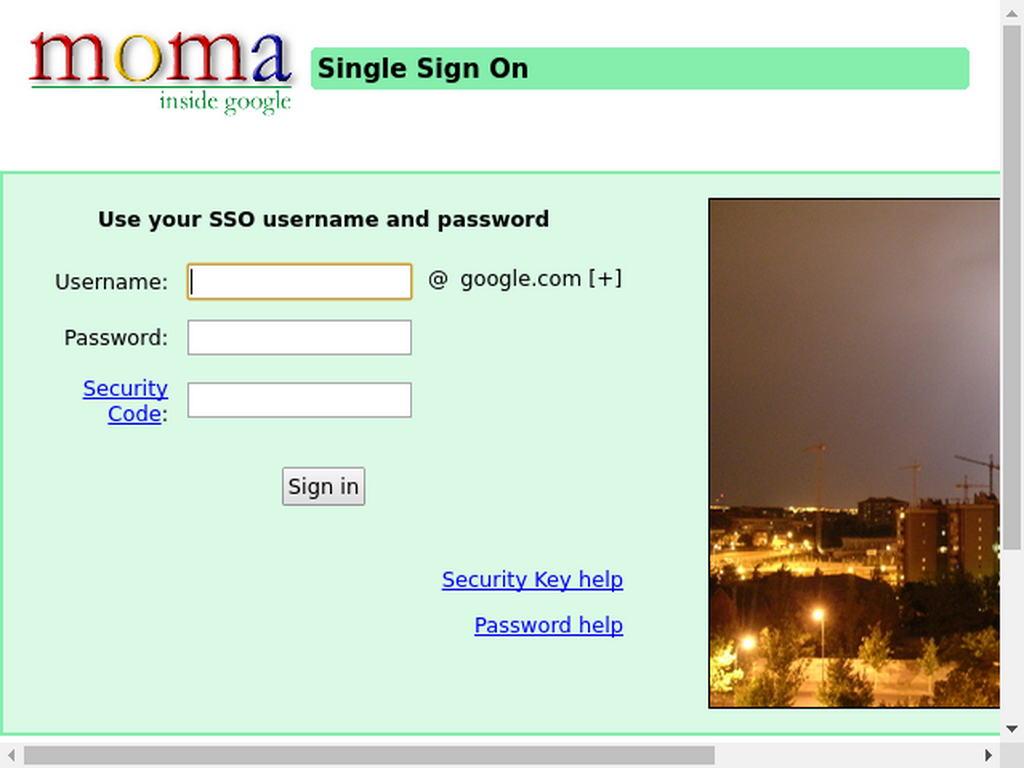 moma
inside google
Single Sign On
Use your SSO username and password
Username:
@ google.com [+]
Password:
Security
Code:
Sign in
Security Key help
Password help